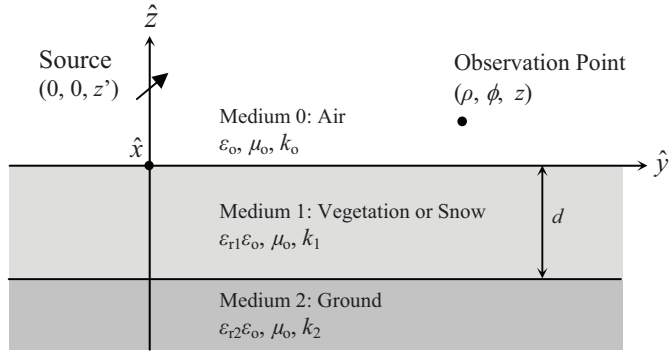 ẑ
Source
(0, 0, z’)
Observation Point
(ρ, ϕ, z)
Medium 0: Air
εo, μo, ko
x̂
ŷ
Medium 1: Vegetation or Snow
εr1εo, μo, k1
d
Medium 2: Ground
εr2εo, μo, k2